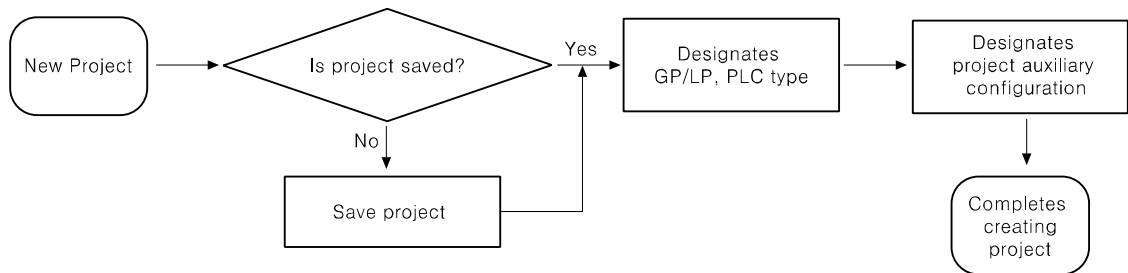 New Project
Is project saved?
Yes
No
Save project
Designates
GP/LP, PLC type
Designates
project auxiliary
configuration
Completes
creating
project